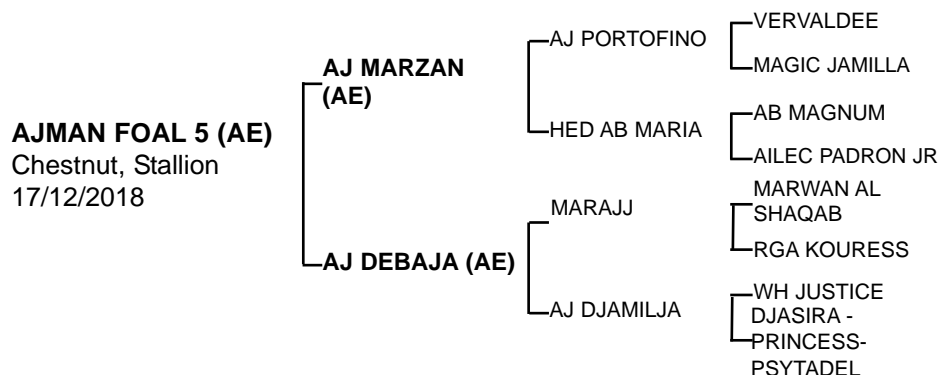 AJMAN FOAL 5 (AE)
Chestnut, Stallion
17/12/2018
AJ MARZAN
(AE)
AJ DEBAJA (AE)
AJ PORTOFINO
HED AB MARIA
MARAJJ
AJ DJAMILJA
VERVALDEE
MAGIC JAMILLA
AB MAGNUM
AILEC PADRON JR
MARWAN AL
SHAQAB
RGA KOURESS
WH JUSTICE
DJASIRA -
PRINCESS-
PSYTADEL